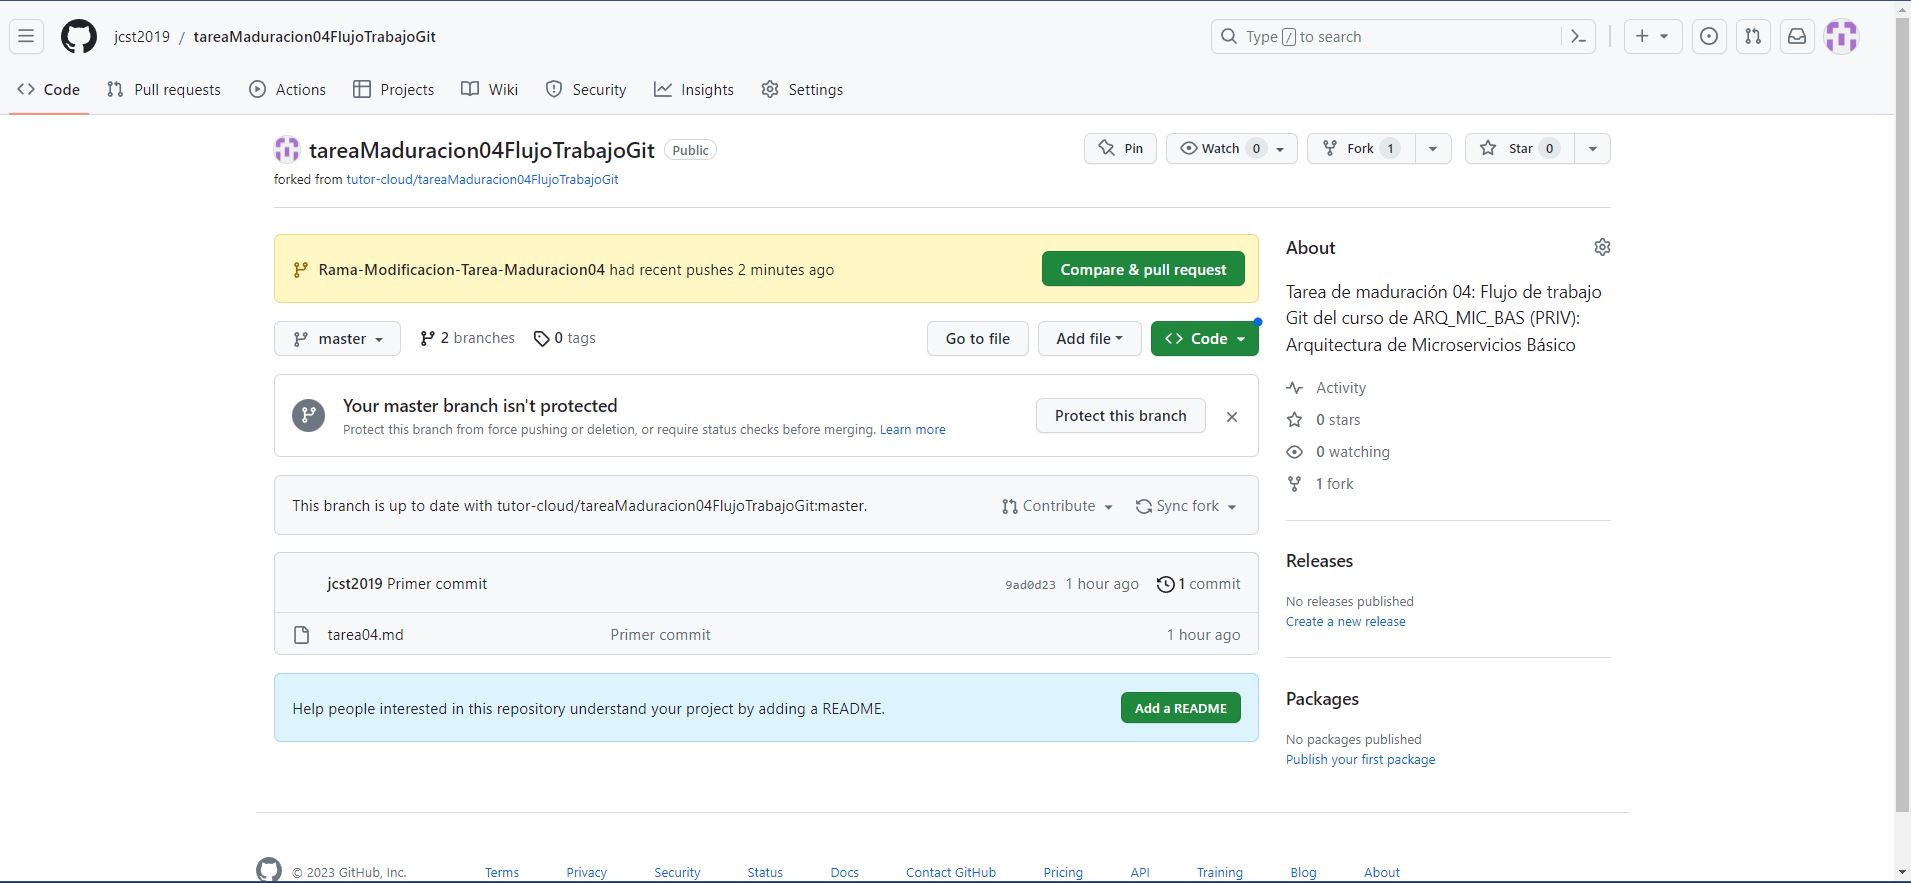 jcst2019 / tareaMaduracion04FlujoTrabajoGit
Type / to search
Code Pull requests Actions Projects Wiki Security Insights Settings
tareaMaduracion04FlujoTrabajoGit Public
Pin Watch 0 Fork 1 Star 0
forked from tutor-cloud/tareaMaduracion04FlujoTrabajoGit
Rama-Modificacion-Tarea-Maduracion04 had recent pushes 2 minutes ago
Compare & pull request
master 2 branches 0 tags
Go to file Add file Code
Your master branch isn't protected
Protect this branch from force pushing or deletion, or require status checks before merging. Learn more
Protect this branch
This branch is up to date with tutor-cloud/tareaMaduracion04FlujoTrabajoGit:master.
Contribute Sync fork
jcst2019 Primer commit 9ad0d23 1 hour ago 1 commit
tarea04.md Primer commit 1 hour ago
Help people interested in this repository understand your project by adding a README.
Add a README
About
Tarea de maduración 04: Flujo de trabajo
Git del curso de ARQ_MIC_BAS (PRIV):
Arquitectura de Microservicios Básico
Activity
0 stars
0 watching
1 fork
Releases
No releases published
Create a new release
Packages
No packages published
Publish your first package
© 2023 GitHub, Inc. Terms Privacy Security Status Docs Contact GitHub Pricing API Training Blog About